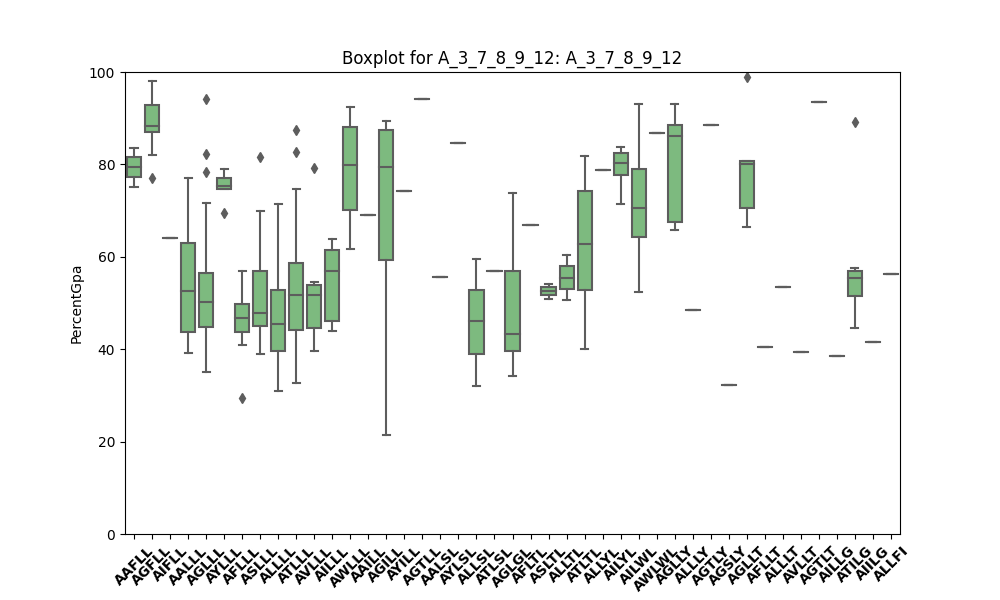 Boxplot for A_3_7_8_9_12: A_3_7_8_9_12
PercentGpa
100
80
60
40
20
0
AAFLL
AGFLL
AIFLL
AALLL
AGLLL
AYLLL
AFLLL
ASLLL
ALLLL
ATLLL
AVLLL
AILLL
AWLLL
AAILL
AGILL
AYILL
AGTLL
AALSL
AYLSL
ALLSL
ATLSL
AGLGL
AFLTL
ASLTL
ALLTL
ATLTL
ALLYL
AILYL
AILWL
AWLWL
AGLLY
ALLLY
AGTLY
AGSLY
AGLLT
AFLLT
ALLLT
AVLLT
AGTLT
AILLG
ATILG
AIILG
ALLFI